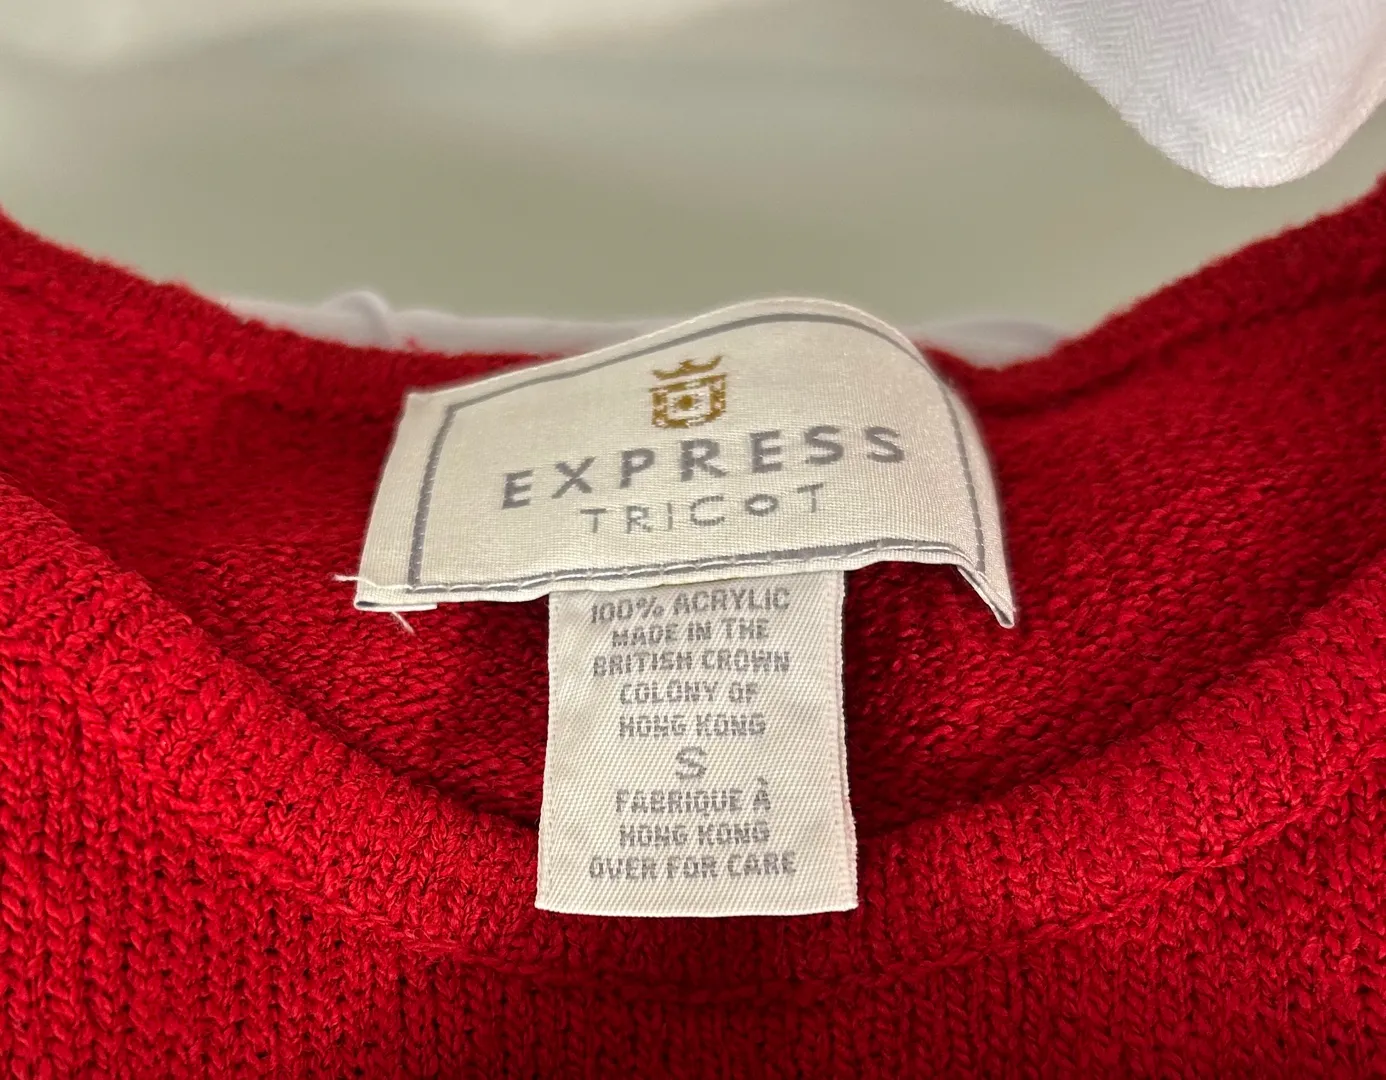 EXPRESS
TRICOT
100% ACRYLIC
MADE IN THE
BRITISH CROWN
COLONY OF
HONG KONG
S
FABRIQUE À
HONG KONG
OVER FOR CARE